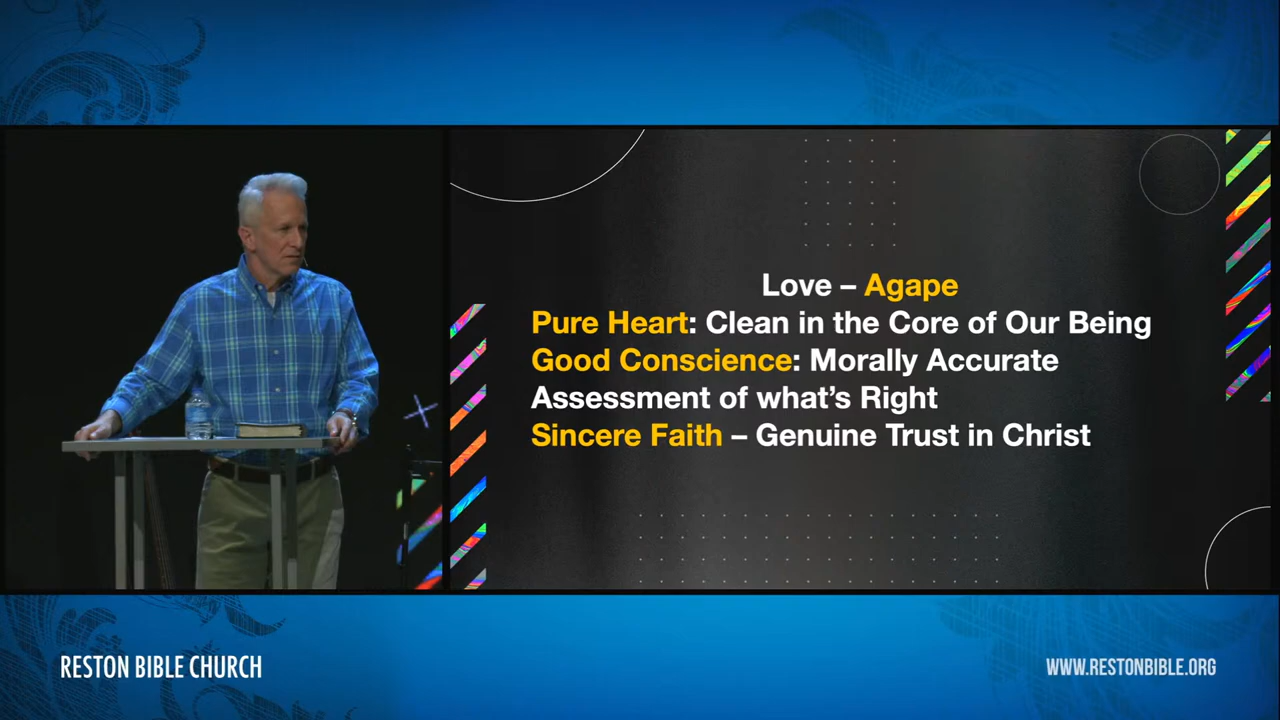 Love – Agape
Pure Heart: Clean in the Core of Our Being
Good Conscience: Morally Accurate
Assessment of what’s Right
Sincere Faith – Genuine Trust in Christ
RESTON BIBLE CHURCH
WWW.RESTONBIBLE.ORG